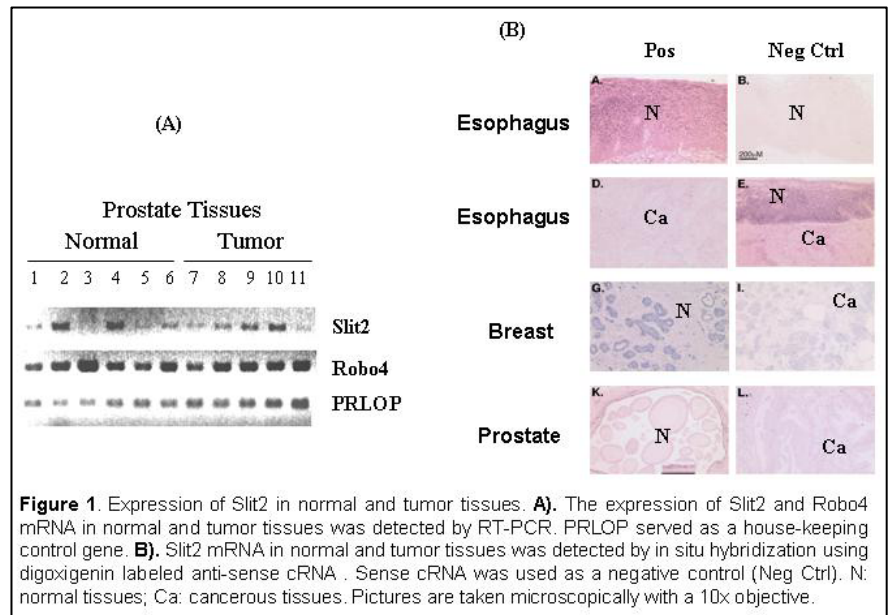 (A)
Prostate Tissues
Normal Tumor
1 2 3 4 5 6 7 8 9 10 11
Slit2
Robo4
PRLOP
(B)
Pos Neg Ctrl
Esophagus
A. N
B. N
200uM
Esophagus
D. Ca
E. N
Ca
Breast
G. N
I. Ca
Prostate
K. N
L. Ca
Figure 1. Expression of Slit2 in normal and tumor tissues. A). The expression of Slit2 and Robo4
mRNA in normal and tumor tissues was detected by RT-PCR. PRLOP served as a house-keeping
control gene. B). Slit2 mRNA in normal and tumor tissues was detected by in situ hybridization using
digoxigenin labeled anti-sense cRNA . Sense cRNA was used as a negative control (Neg Ctrl). N:
normal tissues; Ca: cancerous tissues. Pictures are taken microscopically with a 10x objective.